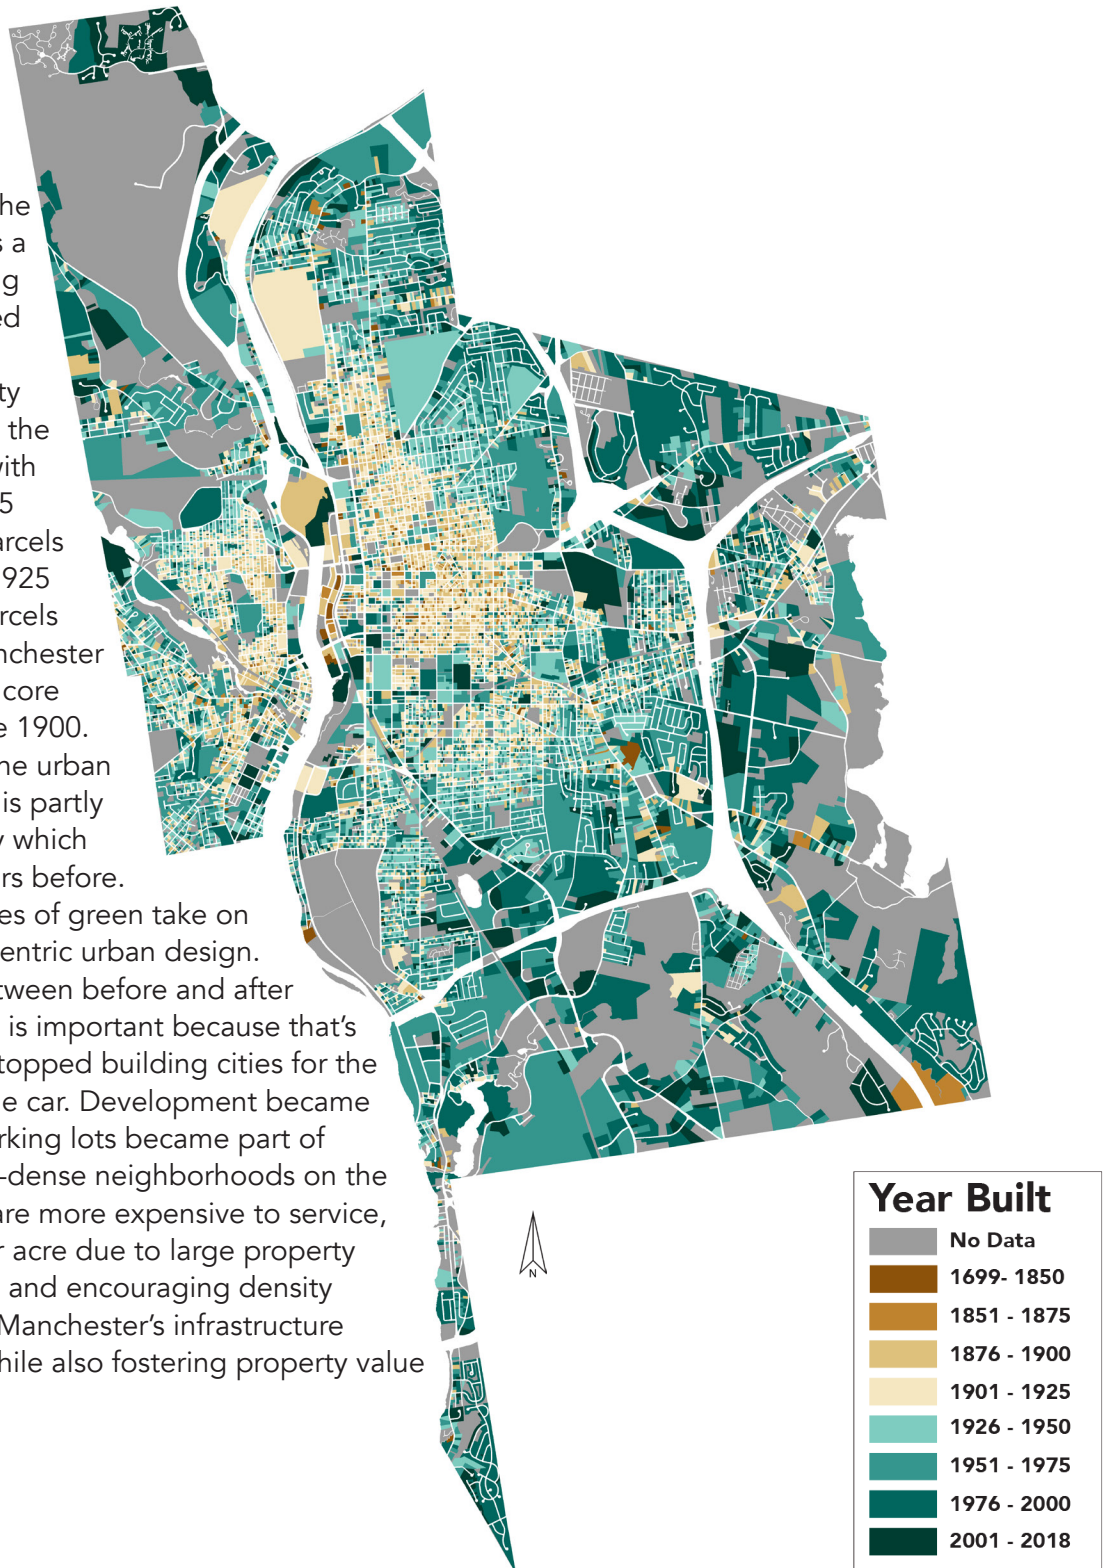 he
s a
ng
ed
ty
the
with
5
arcels
1925
rcels
nchester
core
e 1900.
he urban
is partly
y which
rs before.
es of green take on
entric urban design.
tween before and after
is important because that's
topped building cities for the
e car. Development became
rking lots became part of
-dense neighborhoods on the
are more expensive to service,
r acre due to large property
and encouraging density
Manchester's infrastructure
while also fostering property value
N
Year Built
No Data
1699- 1850
1851 - 1875
1876 - 1900
1901 - 1925
1926 - 1950
1951 - 1975
1976 - 2000
2001 - 2018